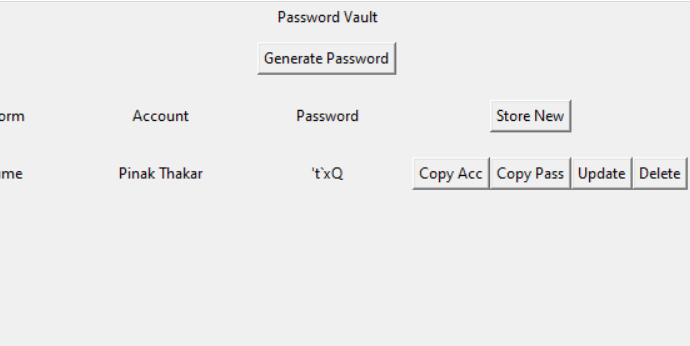 Password Vault
Generate Password
orm Account Password Store New
me Pinak Thakar 't`xQ Copy Acc Copy Pass Update Delete